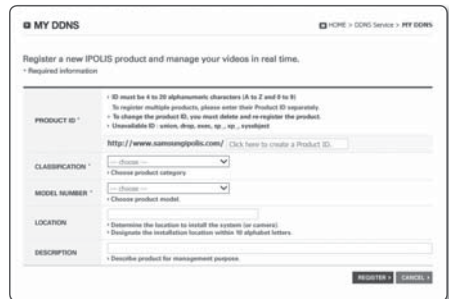 MY DDNS
HOME > DDNS Service > MY DDNS
Register a new IPOLIS product and manage your videos in real time.
* Required information
PRODUCT ID *
› ID must be 4 to 20 alphanumeric characters (A to Z and 0 to 9)
To register multiple products, please enter their Product ID separately.
› To change the product ID, you must delete and re-register the product.
› Unavailable ID : union, drop, exec, sp_, xp_, sysobject
http://www.samsungipolis.com/ Click here to create a Product ID.
CLASSIFICATION *
--- choose ---
› Choose product category
MODEL NUMBER *
--- choose ---
› Choose product model
LOCATION
› Determine the location to install the system (or camera)
› Designate the installation location within 10 alphabet letters.
DESCRIPTION
› Describe product for management purpose.
REGISTER › CANCEL ›